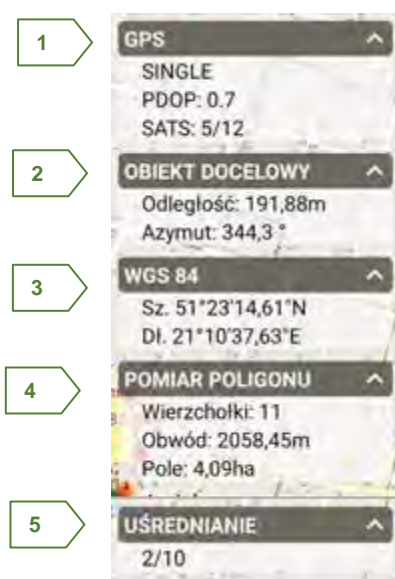 1
GPS
SINGLE
PDOP: 0.7
SATS: 5/12
2
OBIEKT DOCELOWY
Odległość: 191,88m
Azymut: 344,3 °
3
WGS 84
Sz. 51°23'14,61"N
Dł. 21°10'37,63"E
4
POMIAR POLIGONU
Wierzchołki: 11
Obwód: 2058,45m
Pole: 4,09ha
5
UŚREDNIANIE
2/10